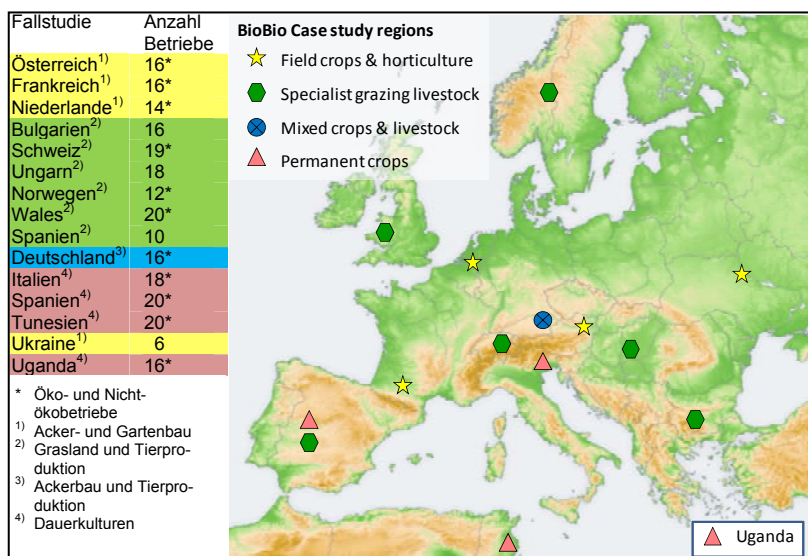 Fallstudie Anzahl Betriebe
Österreich1) 16*
Frankreich1) 16*
Niederlande1) 14*
Bulgarien2) 16
Schweiz2) 19*
Ungarn2) 18
Norwegen2) 12*
Wales2) 20*
Spanien2) 10
Deutschland3) 16*
Italien4) 18*
Spanien4) 20*
Tunesien4) 20*
Ukraine1) 6
Uganda4) 16*
* Öko- und Nicht-
ökobetriebe
1) Acker- und Gartenbau
2) Grasland und Tierpro-
duktion
3) Ackerbau und Tierpro-
duktion
4) Dauerkulturen
BioBio Case study regions
Field crops & horticulture
Specialist grazing livestock
Mixed crops & livestock
Permanent crops
Uganda